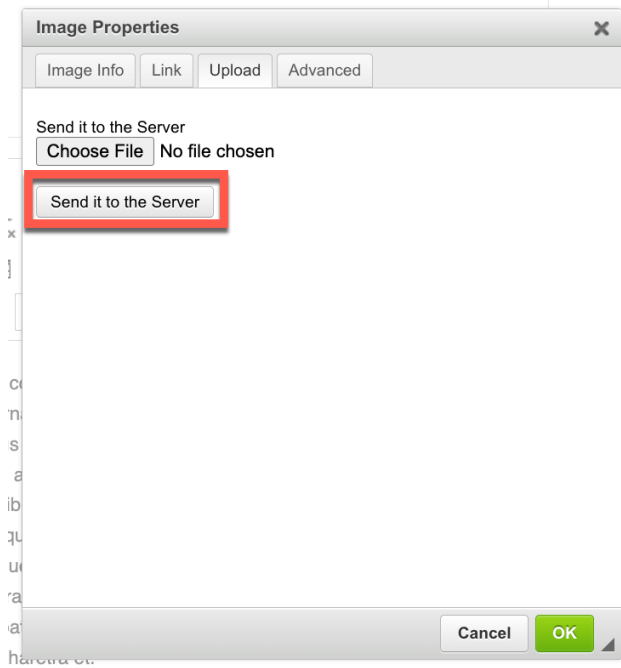 Image Properties
Image Info Link Upload Advanced
Send it to the Server
Choose File No file chosen
Send it to the Server
Cancel OK